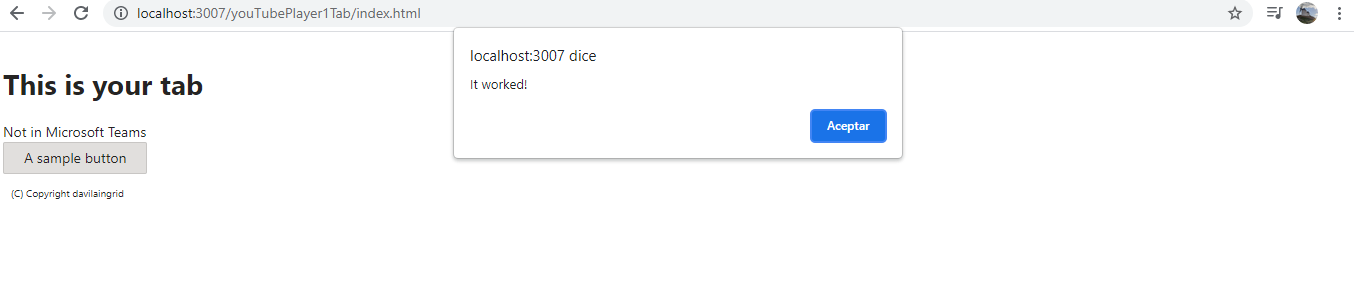 localhost:3007/youTubePlayer1Tab/index.html
localhost:3007 dice
It worked!
Aceptar
This is your tab
Not in Microsoft Teams
A sample button
(C) Copyright davilaingrid